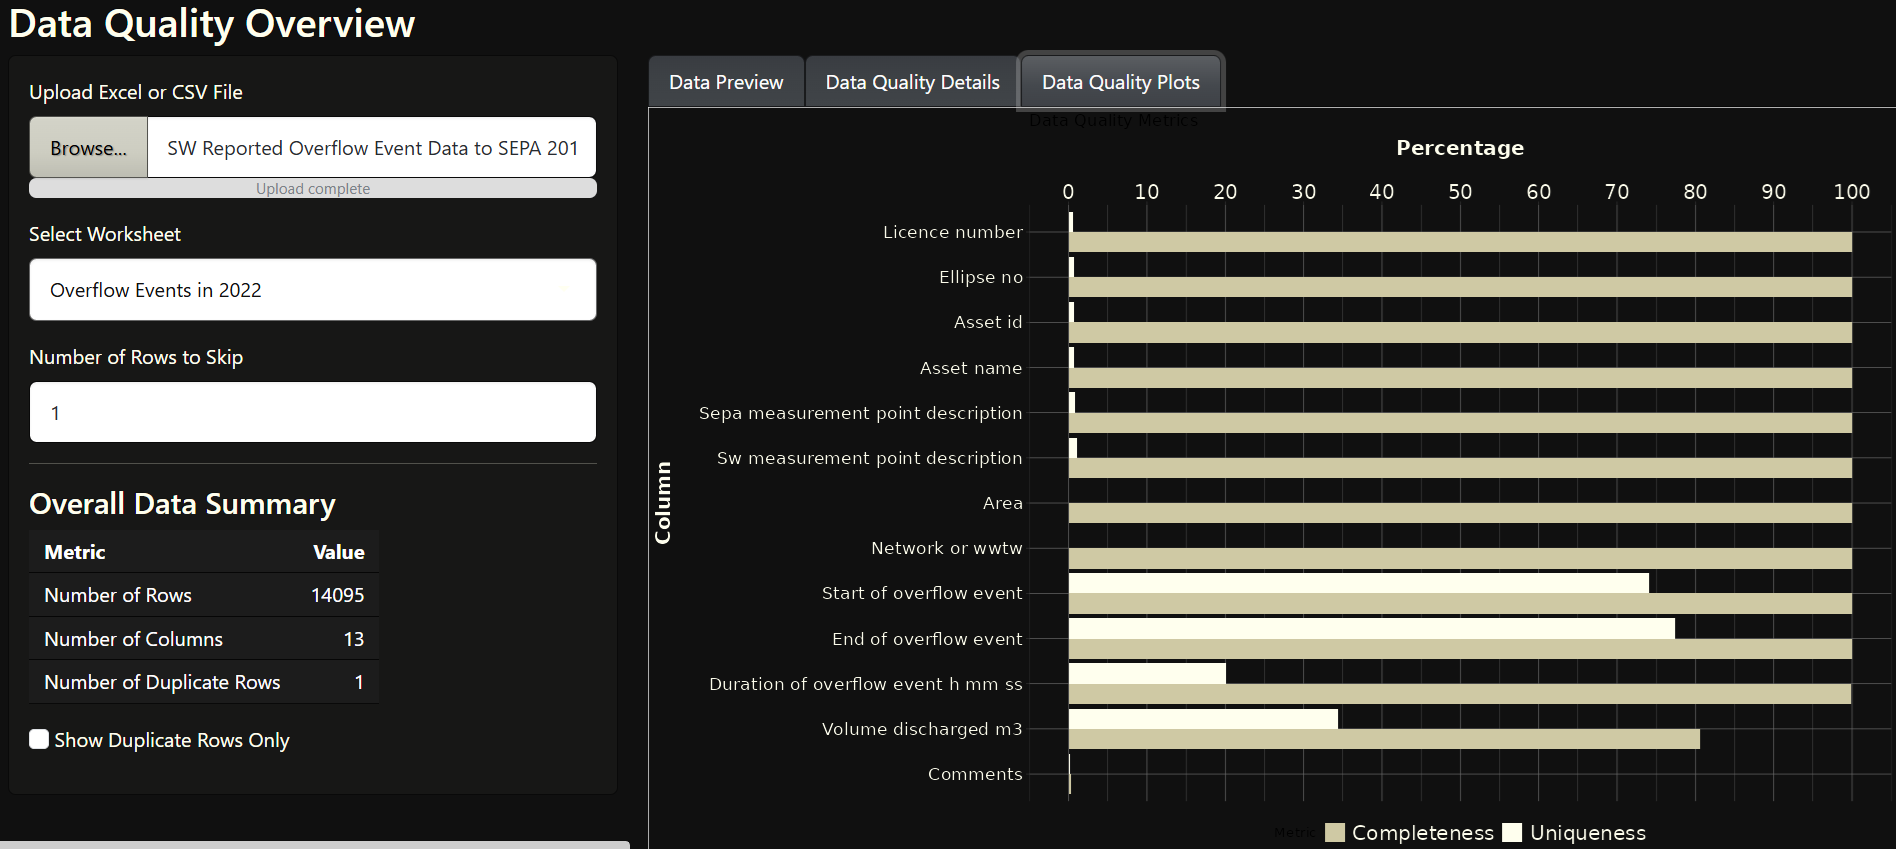 Data Quality Overview
Upload Excel or CSV File
Browse... SW Reported Overflow Event Data to SEPA 201
Upload complete
Select Worksheet
Overflow Events in 2022
Number of Rows to Skip
1
Overall Data Summary
Metric Value
Number of Rows 14095
Number of Columns 13
Number of Duplicate Rows 1
Show Duplicate Rows Only
Data Preview Data Quality Details Data Quality Plots
Data Quality Metrics
Percentage
0 10 20 30 40 50 60 70 80 90 100
Column
Licence number
Ellipse no
Asset id
Asset name
Sepa measurement point description
Sw measurement point description
Area
Network or wwtw
Start of overflow event
End of overflow event
Duration of overflow event h mm ss
Volume discharged m3
Comments
Metric Completeness Uniqueness